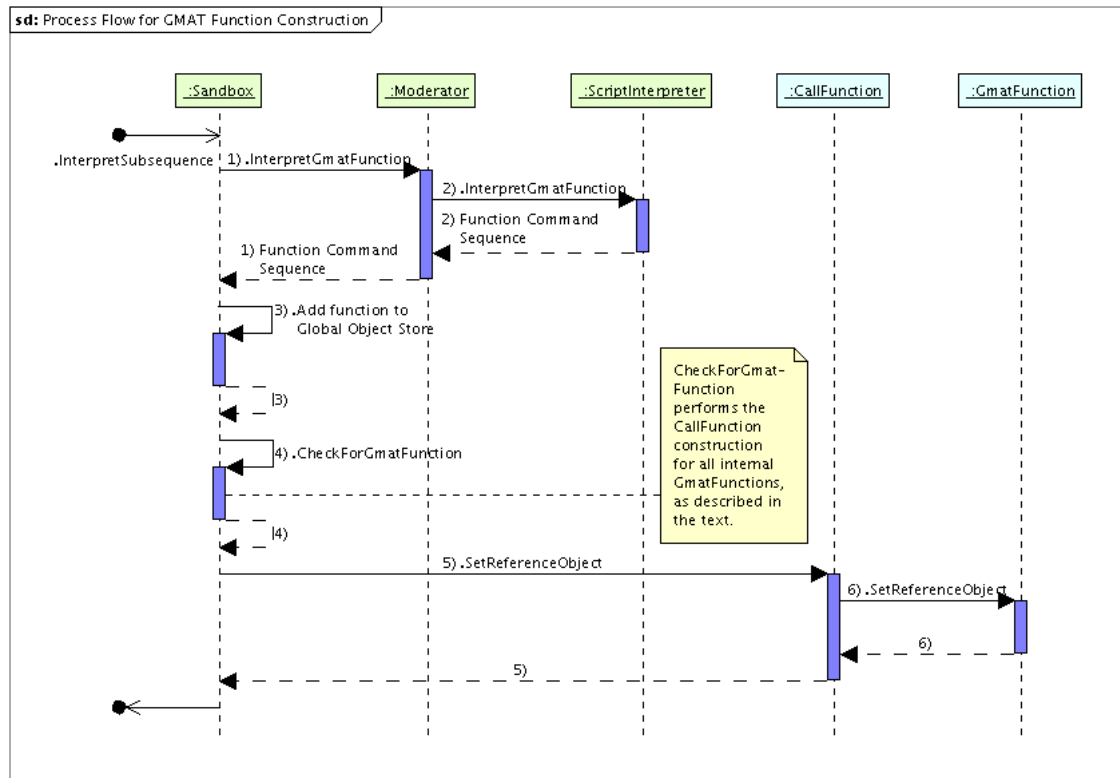 sd: Process Flow for GMAT Function Construction
:Sandbox
:Moderator
:ScriptInterpreter
:CallFunction
:GmatFunction
.InterpretSubsequence
1) .InterpretGmatFunction
2) .InterpretGmatFunction
2) Function Command
Sequence
1) Function Command
Sequence
3) .Add function to
Global Object Store
3)
CheckForGmat-
Function
performs the
CallFunction
construction
for all internal
GmatFunctions,
as described in
the text.
4) .CheckForGmatFunction
4)
5) .SetReferenceObject
6) .SetReferenceObject
6)
5)